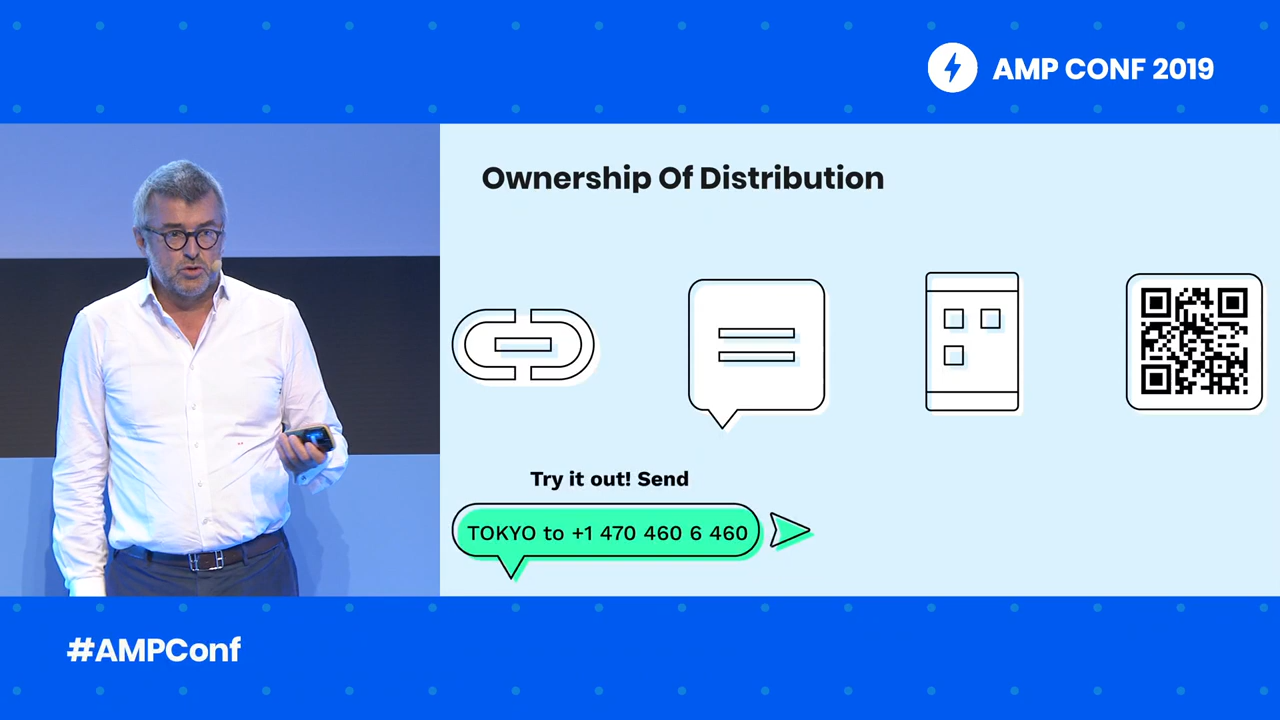 AMP CONF 2019
Ownership Of Distribution
Try it out! Send
TOKYO to +1 470 460 6 460
#AMPConf